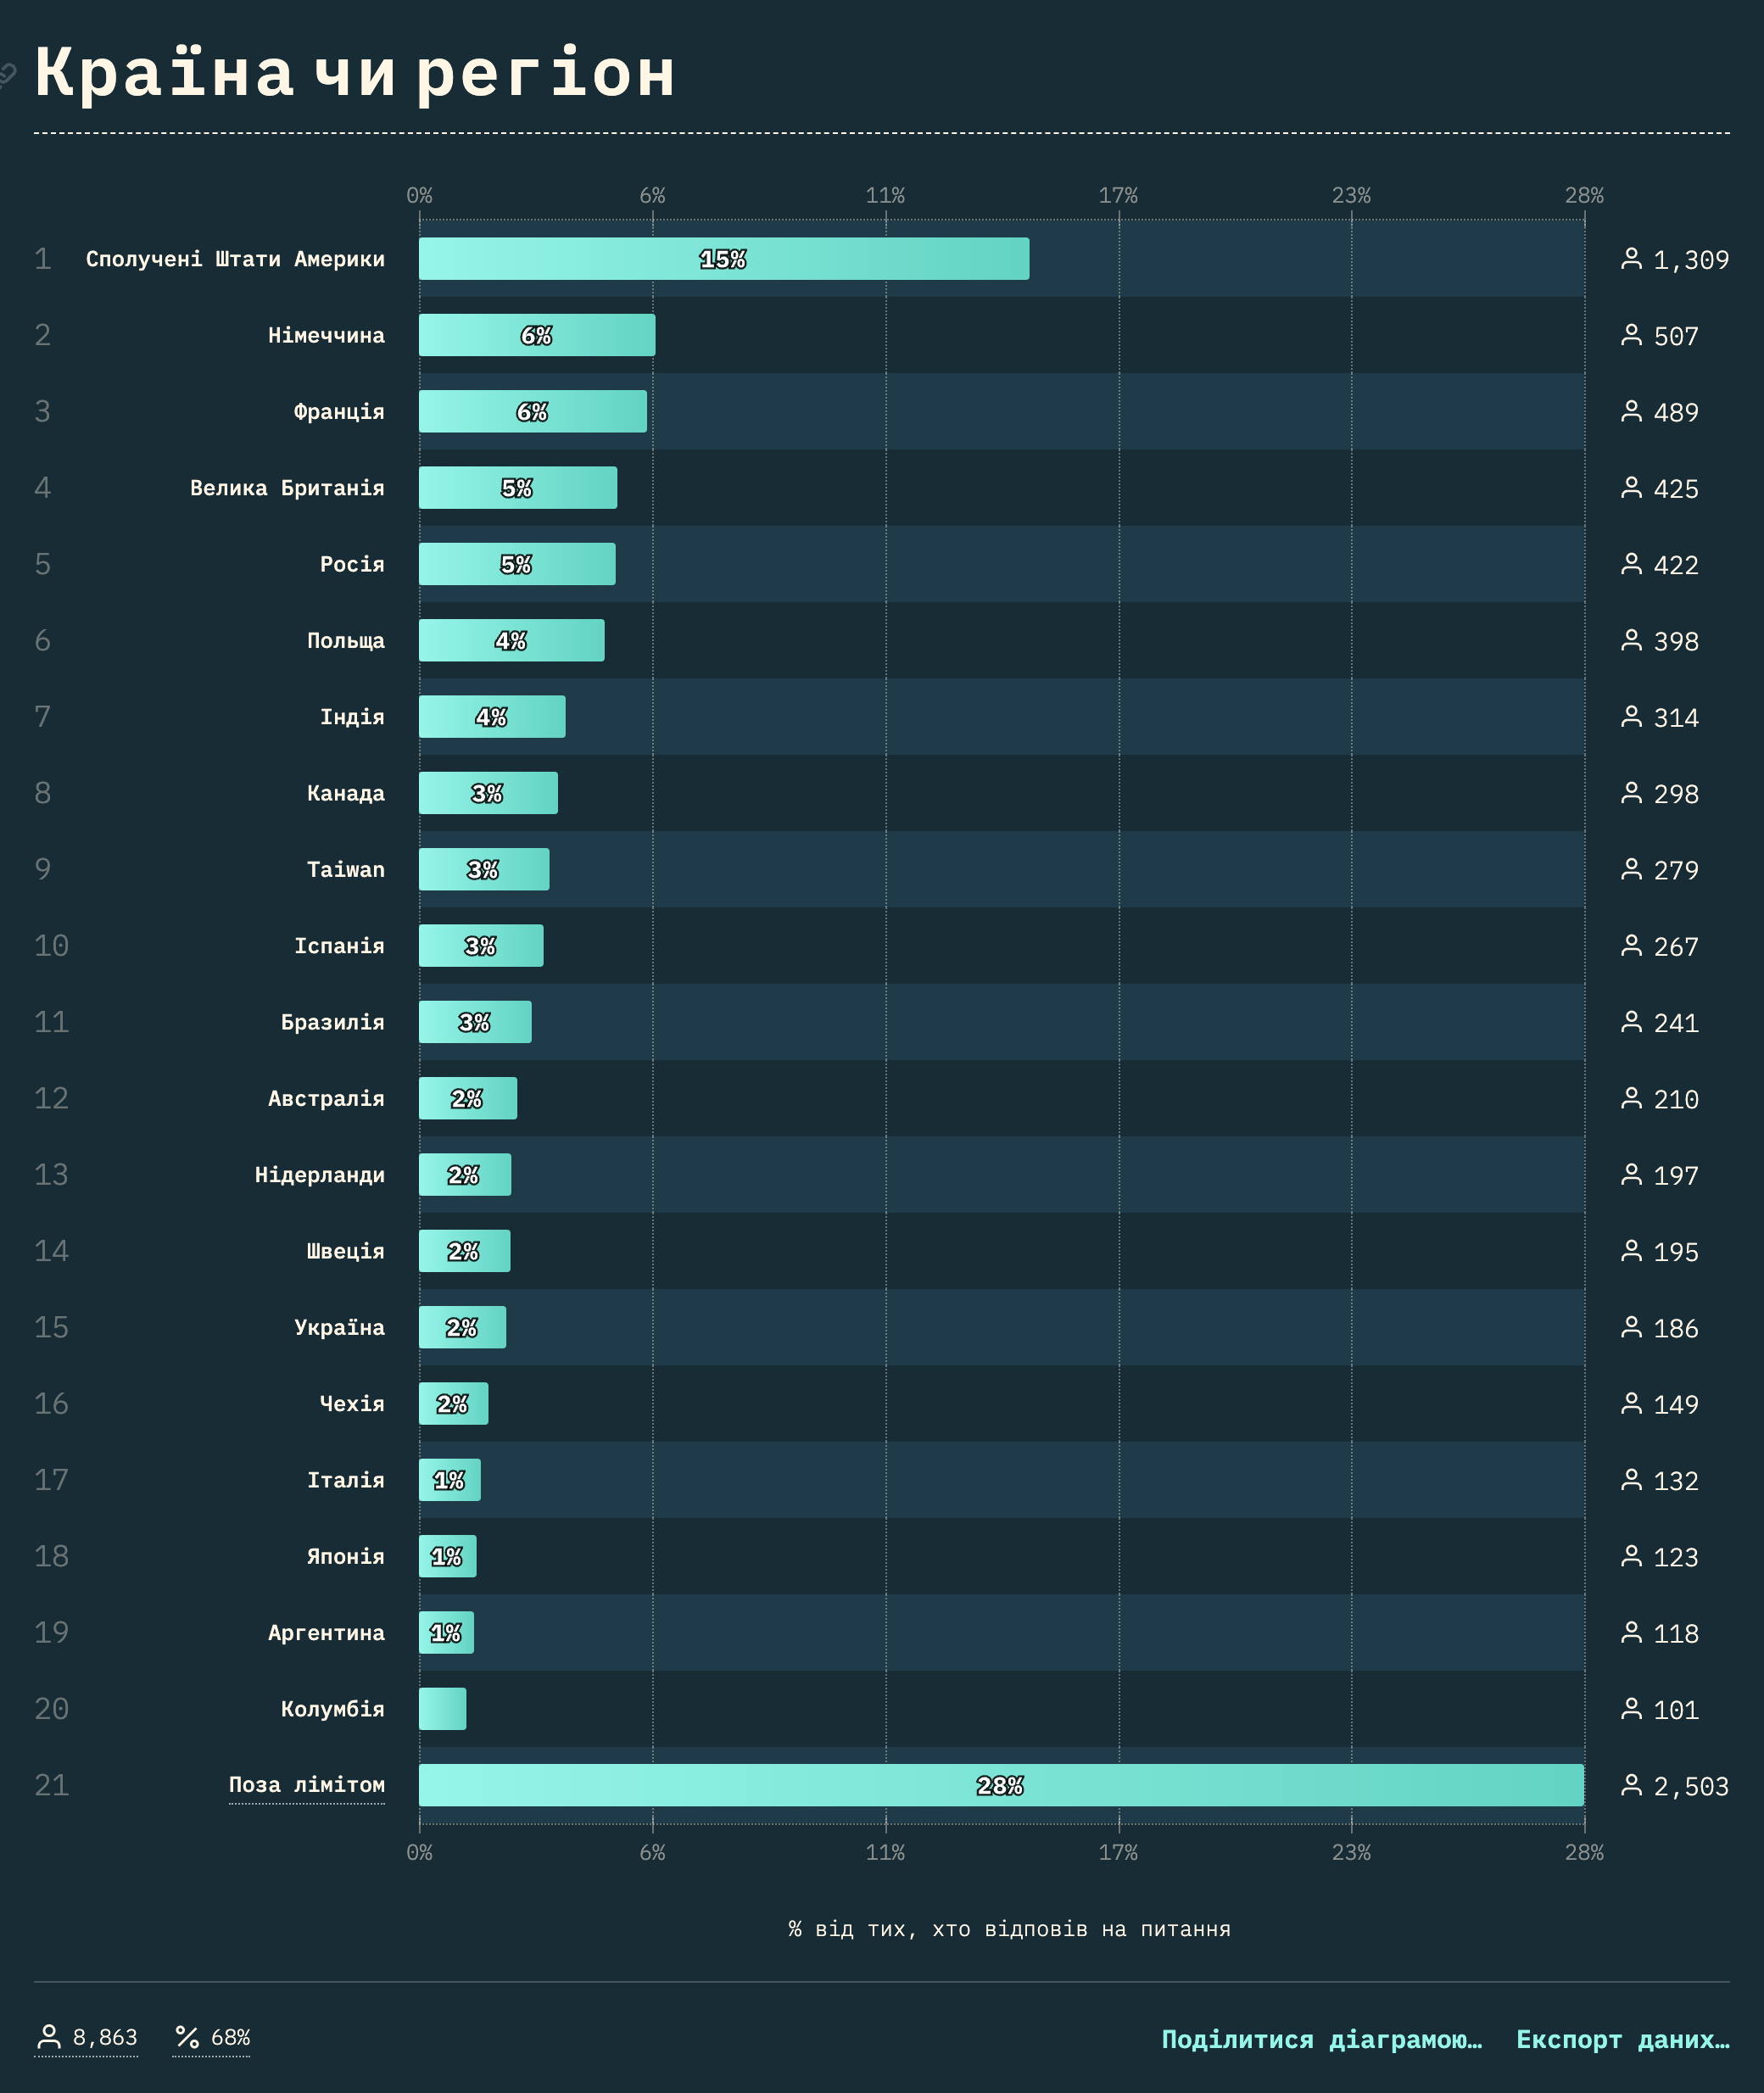 Країна чи регіон
0% 6% 11% 17% 23% 28%
1 Сполучені Штати Америки 15% 1,309
2 Німеччина 6% 507
3 Франція 6% 489
4 Велика Британія 5% 425
5 Росія 5% 422
6 Польща 4% 398
7 Індія 4% 314
8 Канада 3% 298
9 Taiwan 3% 279
10 Іспанія 3% 267
11 Бразилія 3% 241
12 Австралія 2% 210
13 Нідерланди 2% 197
14 Швеція 2% 195
15 Україна 2% 186
16 Чехія 2% 149
17 Італія 1% 132
18 Японія 1% 123
19 Аргентина 1% 118
20 Колумбія 101
21 Поза лімітом 28% 2,503
0% 6% 11% 17% 23% 28%
% від тих, хто відповів на питання
8,863 % 68% Поділитися діаграмою… Експорт даних…